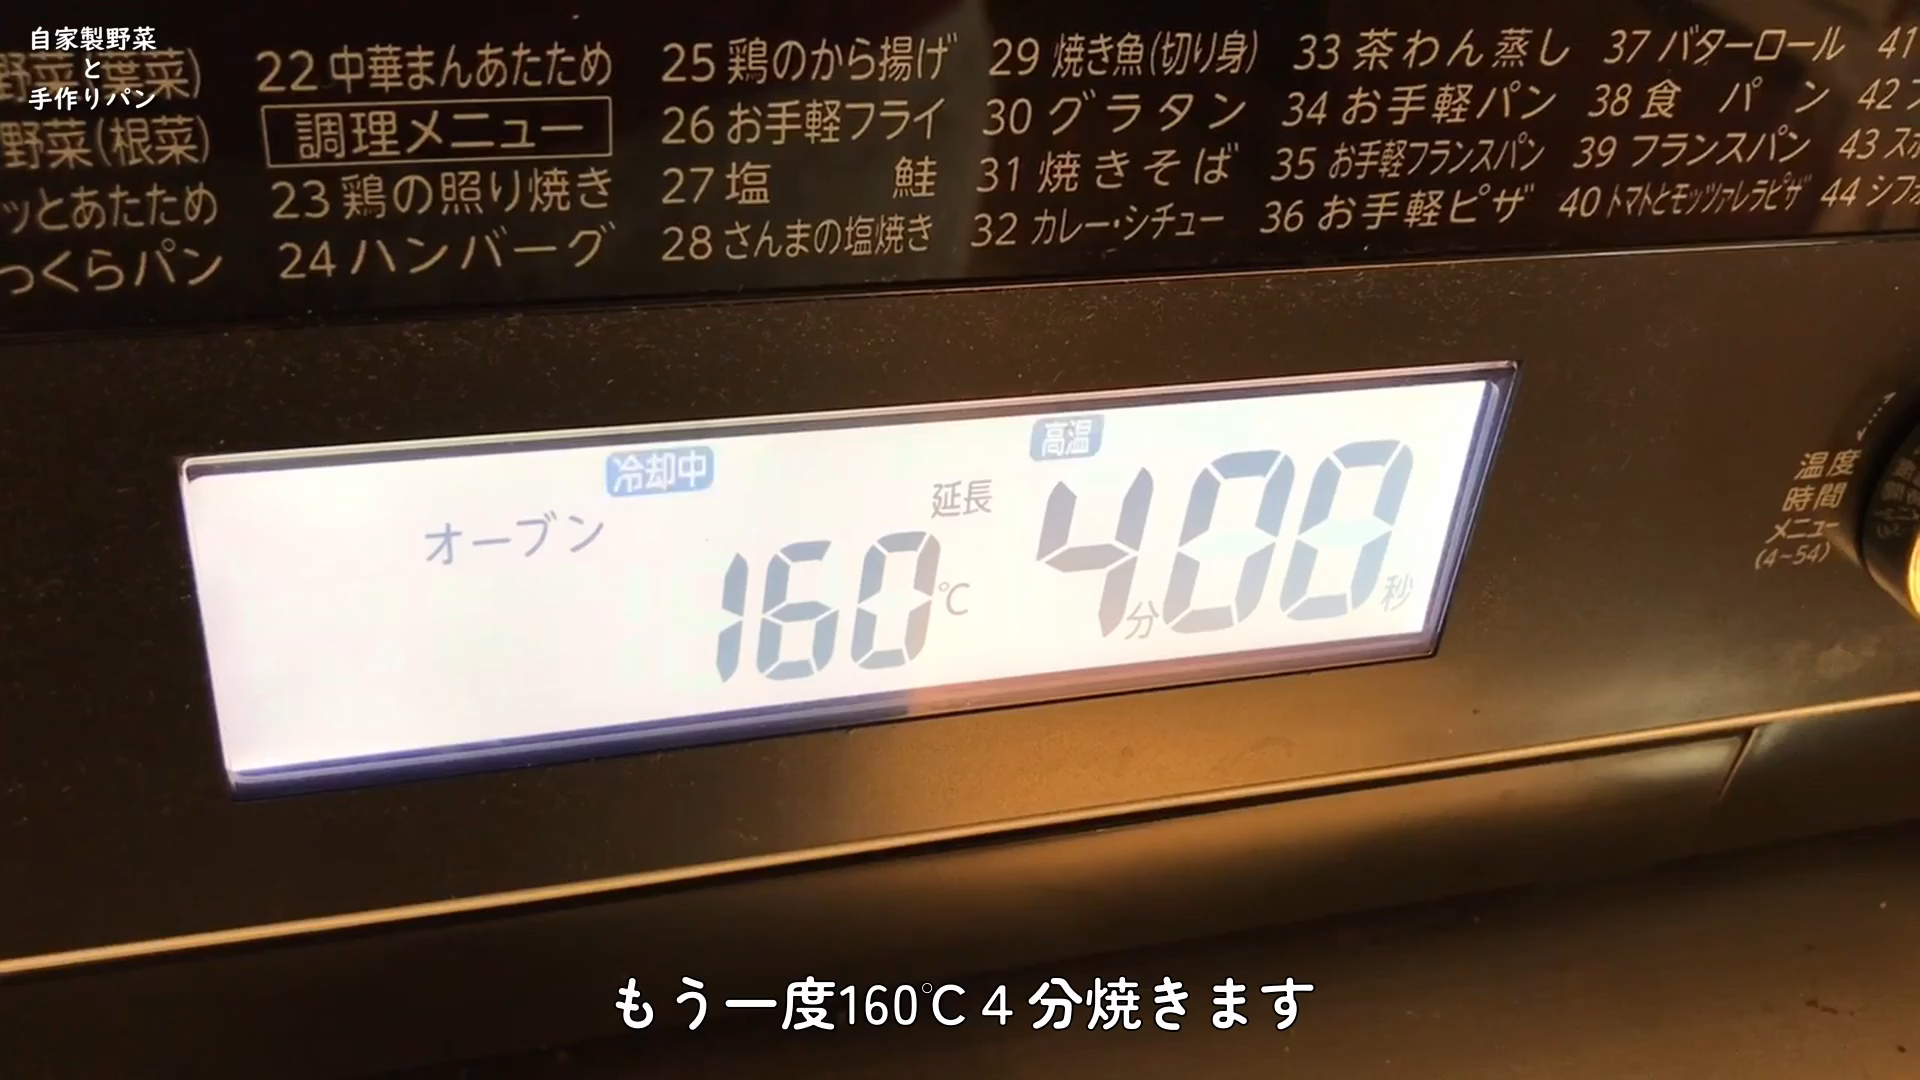 自家製野菜
と
手作りパン
野菜(葉菜)
野菜(根菜)
ッとあたため
っくらパン
22 中華まんあたため
調理メニュー
23 鶏の照り焼き
24 ハンバーグ
25 鶏のから揚げ
26 お手軽フライ
27 塩 鮭
28 さんまの塩焼き
29 焼き魚(切り身)
30 グラタン
31 焼きそば
32 カレー・シチュー
33 茶わん蒸し
34 お手軽パン
35 お手軽フランスパン
36 お手軽ピザ
37 バターロール
38 食パン
39 フランスパン
40 トマトとモッツァレラピザ
41
42
43 スポ
44 シフォ
冷却中
高温
オーブン
延長
160℃
4分00秒
温度
時間
メニュー
(4~54)
もう一度160℃4分焼きます